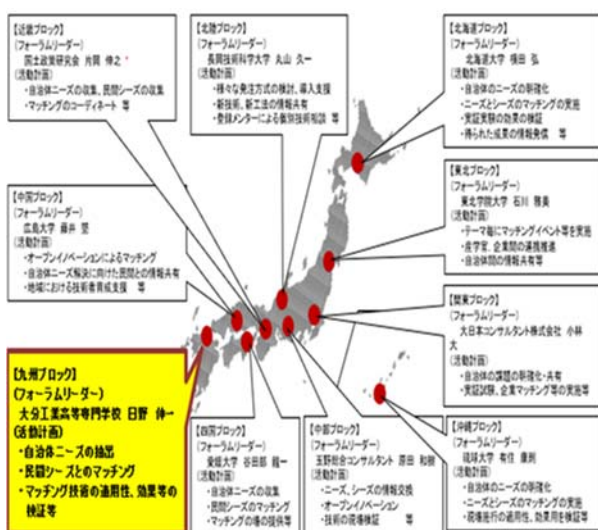 【近畿ブロック】
(フォーラムリーダー)
国土政策研究会 片岡 伸之
(活動計画)
・自治体ニーズの収集、民間シーズの収集
・マッチングのコーディネート 等
【北陸ブロック】
(フォーラムリーダー)
長岡技術科学大学 丸山 久一
(活動計画)
・様々な発注方式の検討、導入支援
・新技術、新工法の情報共有
・登録メンターによる個別技術相談 等
【北海道ブロック】
(フォーラムリーダー)
北海道大学 横田 弘
(活動計画)
・自治体のニーズの明確化
・ニーズとシーズのマッチングの実施
・実証実験の効果の検証
・得られた成果の情報発信 等
【中国ブロック】
(フォーラムリーダー)
広島大学 藤井 堅
(活動計画)
・オープンイノベーションによるマッチング
・自治体ニーズ解決に向けた民間との情報共有
・地域における技術者育成支援 等
【東北ブロック】
(フォーラムリーダー)
東北学院大学 石川 雅美
(活動計画)
・テーマ毎にマッチングイベント等を実施
・産学官、企業間の連携推進
・自治体間の情報共有等
【関東ブロック】
(フォーラムリーダー)
大日本コンサルタント株式会社 小林
大
(活動計画)
・自治体の課題の明確化・共有
・実証試験、企業マッチング等の実施等
【九州ブロック】
(フォーラムリーダー)
大分工業高等専門学校 日野 伸一
(活動計画)
・自治体ニーズの抽出
・民間シーズとのマッチング
・マッチング技術の適用性、効果等の
検証等
【四国ブロック】
(フォーラムリーダー)
愛媛大学 谷田部 龍一
(活動計画)
・自治体ニーズの収集
・民間シーズのマッチング
・マッチングの場の提供等
【中部ブロック】
(フォーラムリーダー)
玉野総合コンサルタント 原田 和樹
(活動計画)
・ニーズ、シーズの情報交換
・オープンイノベーション
・技術の現場検証 等
【沖縄ブロック】
(フォーラムリーダー)
琉球大学 有住 康則
(活動計画)
・自治体のニーズの明確化
・ニーズとシーズのマッチングの実施
・現場施行の適用性、効果用を検証等